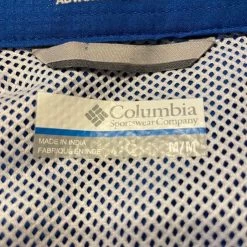 Columbia
Sportswear Company
MADE IN INDIA
FABRIQUÉ EN INDE
M/M